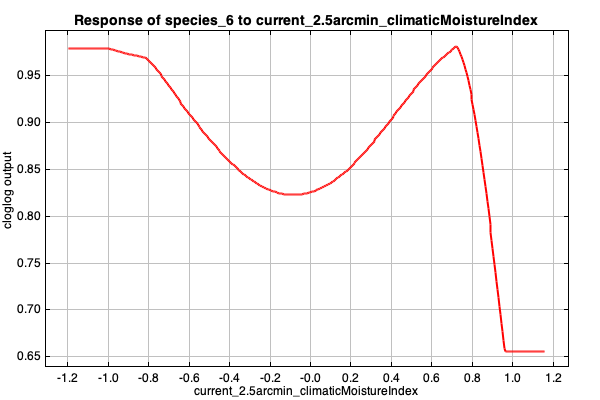 Response of species_6 to current_2.5arcmin_climaticMoistureIndex
cloglog output
0.95
0.90
0.85
0.80
0.75
0.70
0.65
-1.2 -1.0 -0.8 -0.6 -0.4 -0.2 -0.0 0.2 0.4 0.6 0.8 1.0 1.2
current_2.5arcmin_climaticMoistureIndex